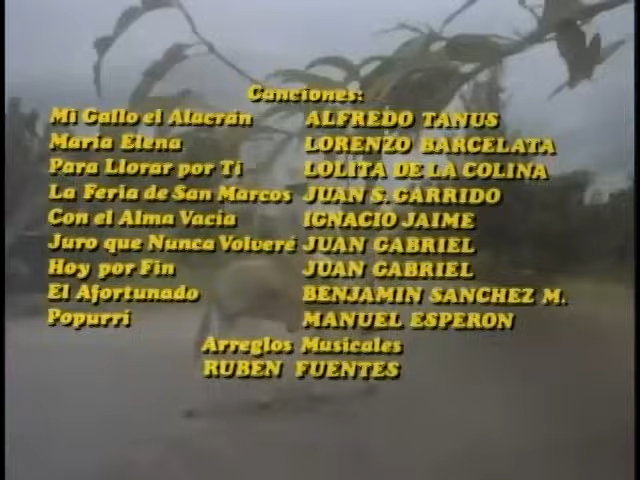 Canciones:
Mi Gallo el Alacrán ALFREDO TANUS
María Elena LORENZO BARCELATA
Para Llorar por Ti LOLITA DE LA COLINA
La Feria de San Marcos JUAN S. GARRIDO
Con el Alma Vacía IGNACIO JAIME
Juro que Nunca Volveré JUAN GABRIEL
Hoy por Fin JUAN GABRIEL
El Afortunado BENJAMIN SANCHEZ M.
Popurrí MANUEL ESPERON
Arreglos Musicales
RUBEN FUENTES